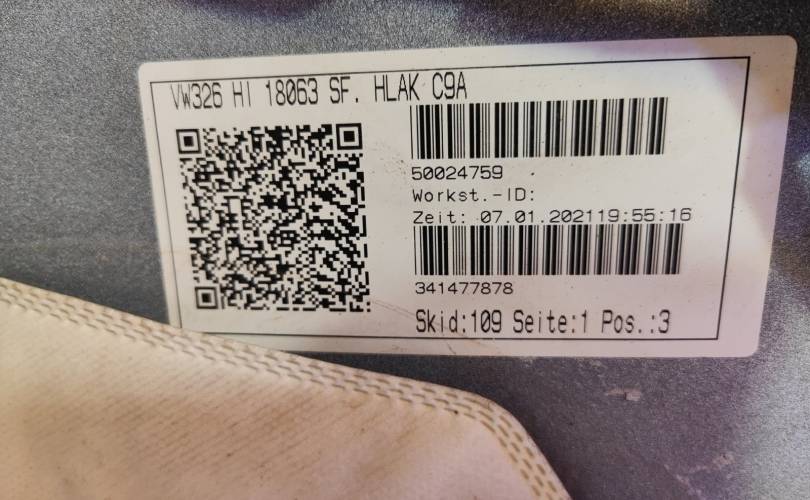 VW326 HI 18063 SF. HLAK C9A
50024759
Workst.-ID:
Zeit: 07.01.202119:55:16
341477878
Skid:109 Seite:1 Pos.:3